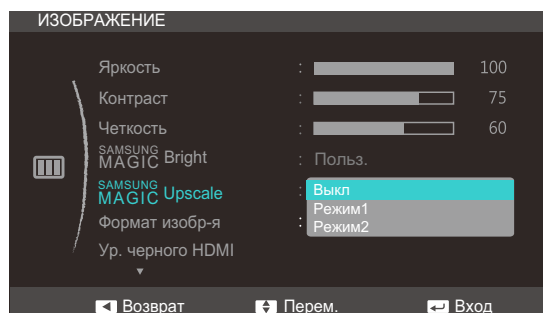 ИЗОБРАЖЕНИЕ
Яркость : 100
Контраст : 75
Четкость : 60
SAMSUNG MAGIC Bright : Польз.
SAMSUNG MAGIC Upscale : Выкл
Режим1
Формат изобр-я : Режим2
Ур. черного HDMI
Возврат Перем. Вход